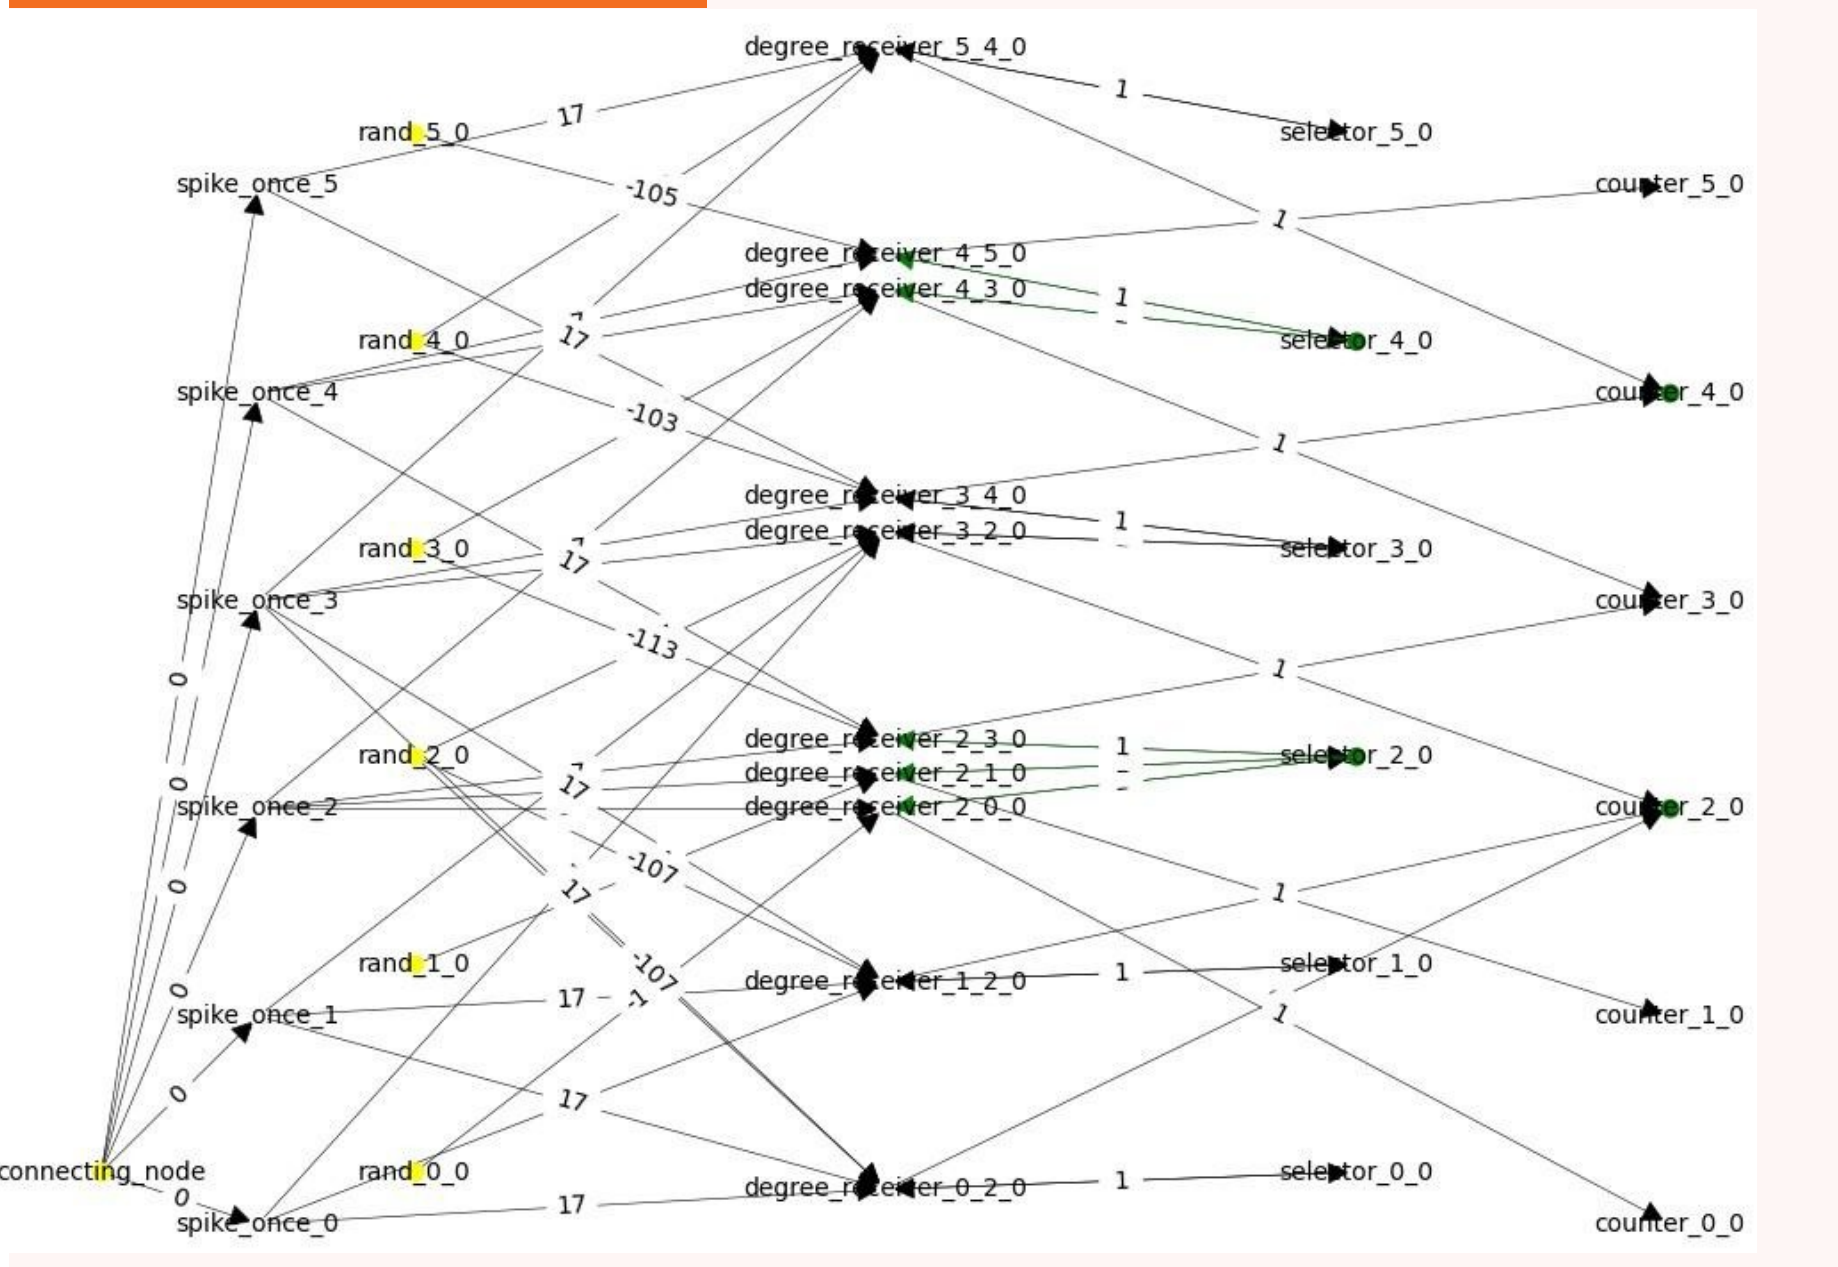 degree_receiver_5_4_0
1
17
rand_5_0
selector_5_0
spike_once_5
-105
counter_5_0
1
degree_receiver_4_5_0
degree_receiver_4_3_0
1
17
rand_4_0
selector_4_0
spike_once_4
-103
counter_4_0
1
degree_receiver_3_4_0
1
degree_receiver_3_2_0
rand_3_0
17
selector_3_0
spike_once_3
counter_3_0
-113
1
0
degree_receiver_2_3_0
1
rand_2_0
selector_2_0
degree_receiver_2_1_0
0
17
spike_once_2
degree_receiver_2_0_0
counter_2_0
-107
0
17
1
rand_1_0
-107
selector_1_0
degree_receiver_1_2_0
1
0
17
spike_once_1
1
counter_1_0
0
17
connecting_node
rand_0_0
selector_0_0
degree_receiver_0_2_0
1
0
17
spike_once_0
counter_0_0